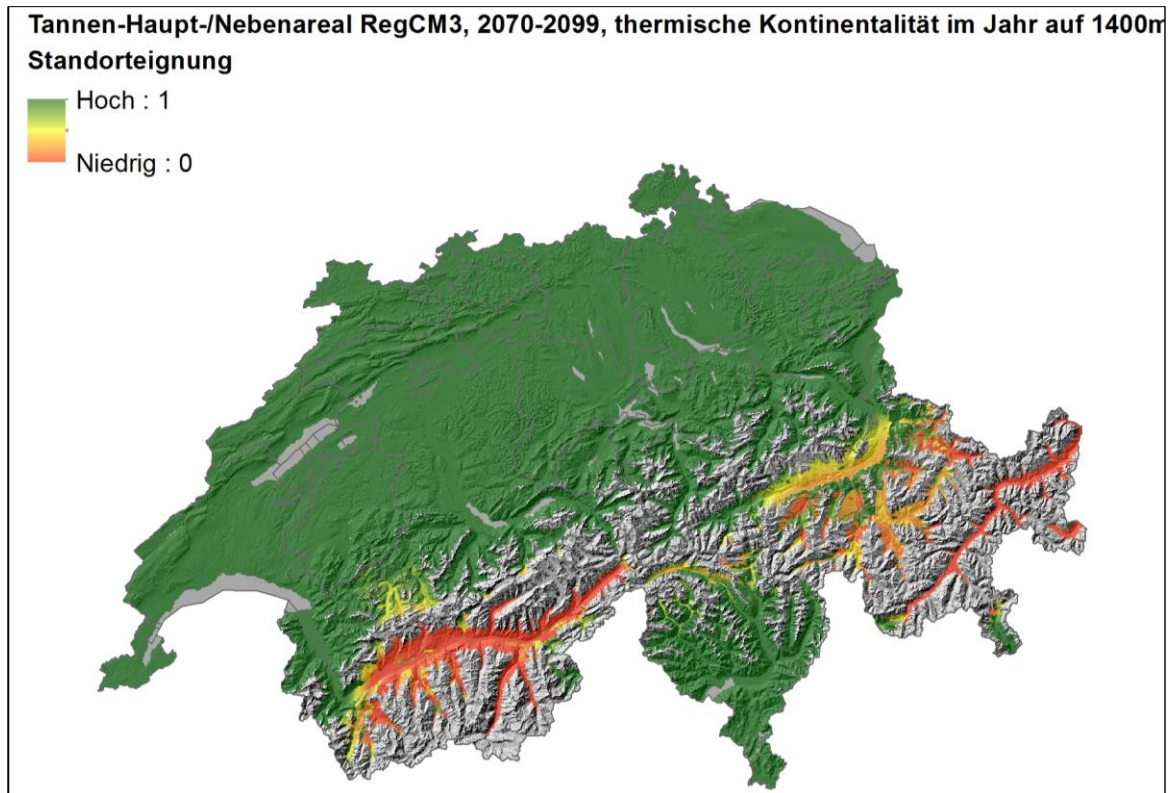 Tannen-Haupt-/Nebenareal RegCM3, 2070-2099, thermische Kontinentalität im Jahr auf 1400m
Standorteignung
Hoch : 1
Niedrig : 0